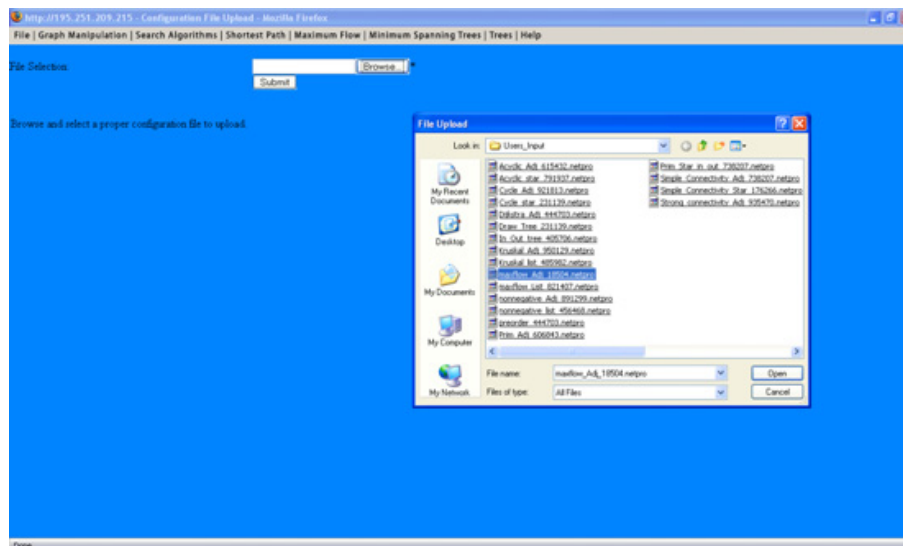 http://195.251.209.215 - Configuration File Upload - Mozilla Firefox
File | Graph Manipulation | Search Algorithms | Shortest Path | Maximum Flow | Minimum Spanning Trees | Trees | Help
File Selection: Browse... *
Submit
Browse and select a proper configuration file to upload.
File Upload
Look in: Users_Input
My Recent Documents
Desktop
My Documents
My Computer
My Network
Acyclic_Adj_615432.netpro
Acyclic_star_791937.netpro
Cycle_Adj_921813.netpro
Cycle_star_231139.netpro
Dijkstra_Adj_444703.netpro
Draw_Tree_231139.netpro
In_Out_tree_405706.netpro
Kruskal_Adj_950129.netpro
Kruskal_list_485982.netpro
maxflow_Adj_18504.netpro
maxflow_List_821407.netpro
nonnegative_Adj_891299.netpro
nonnegative_list_456468.netpro
preorder_444703.netpro
Prim_Adj_606843.netpro
Prim_Star_in_out_738207.netpro
Simple_Connectivity_Adj_738207.netpro
Simple_Connectivity_Star_176266.netpro
Strong_connectivity_Adj_935470.netpro
File name: maxflow_Adj_18504.netpro Open
Files of type: All Files Cancel
Done